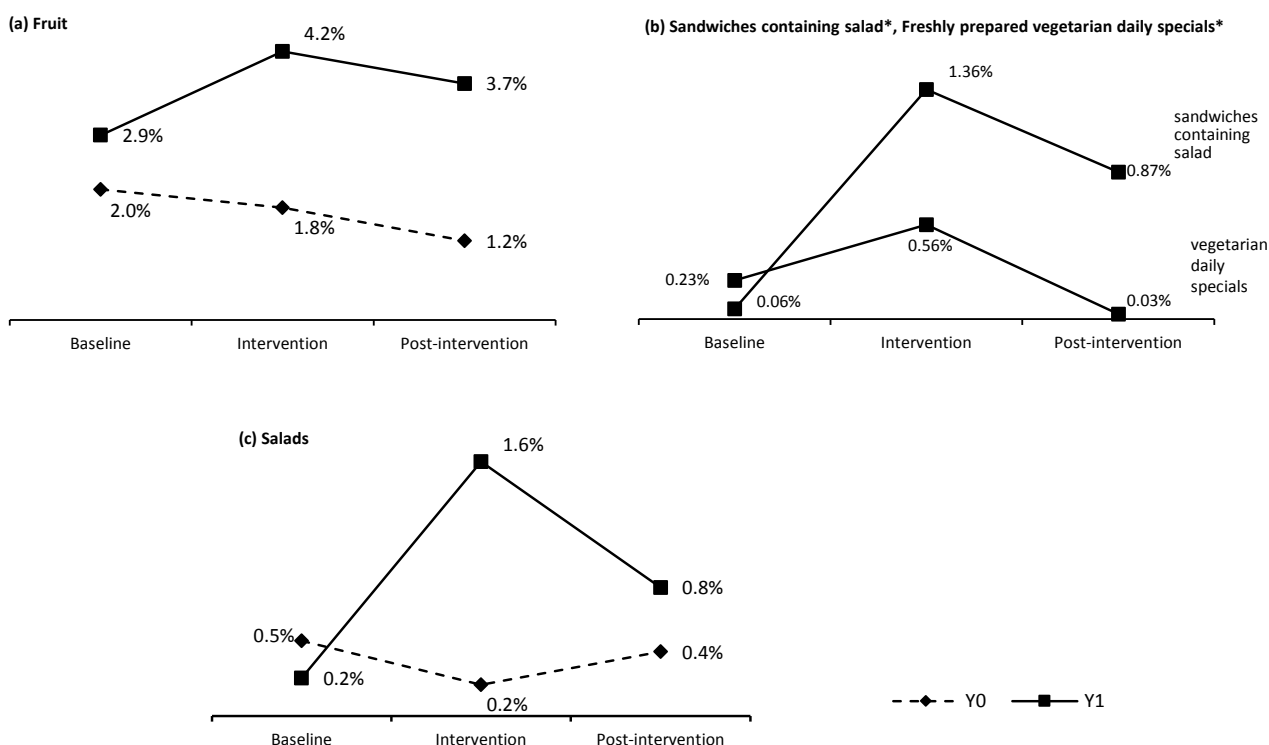 (a) Fruit
4.2%
3.7%
2.9%
2.0%
1.8%
1.2%
Baseline
Intervention
Post-intervention
(b) Sandwiches containing salad*, Freshly prepared vegetarian daily specials*
1.36%
sandwiches
containing
salad
0.87%
0.56%
vegetarian
daily
specials
0.23%
0.06%
0.03%
Baseline
Intervention
Post-intervention
(c) Salads
1.6%
0.8%
0.5%
0.4%
0.2%
0.2%
Baseline
Intervention
Post-intervention
Y0
Y1